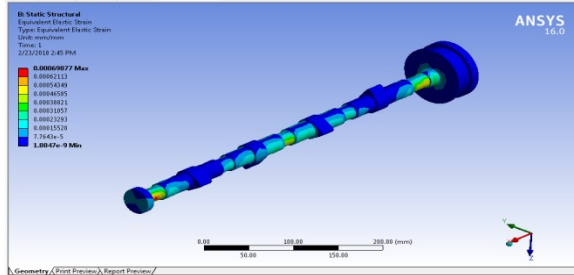 B: Static Structural
Equivalent Elastic Strain
Type: Equivalent Elastic Strain
Unit: mm/mm
Time: 1
2/23/2018 2:45 PM
0.00069877 Max
0.00062113
0.00054349
0.00046585
0.00038821
0.00031057
0.00023293
0.00015528
7.7643e-5
1.8047e-9 Min
ANSYS
16.0
0.00 100.00 200.00 (mm)
50.00 150.00
Y
X
Z
Geometry / Print Preview / Report Preview /